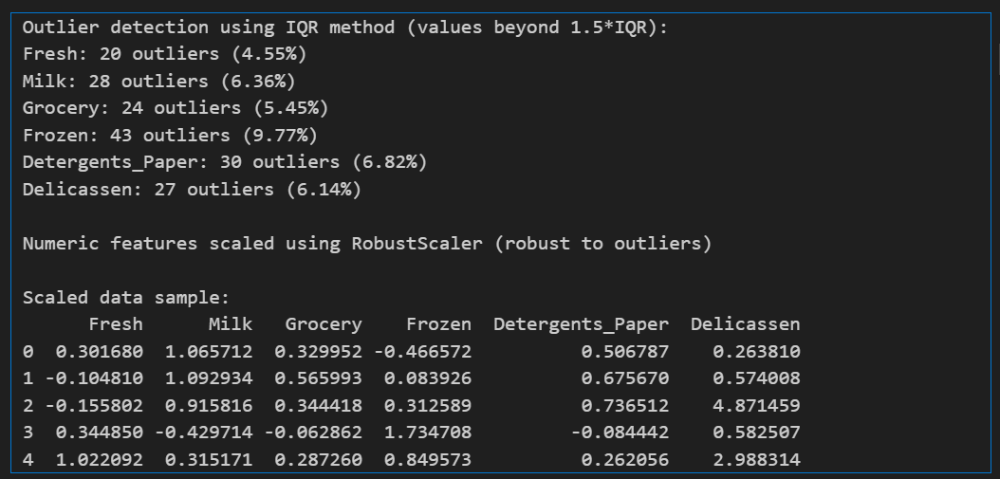 Outlier detection using IQR method (values beyond 1.5*IQR):
Fresh: 20 outliers (4.55%)
Milk: 28 outliers (6.36%)
Grocery: 24 outliers (5.45%)
Frozen: 43 outliers (9.77%)
Detergents_Paper: 30 outliers (6.82%)
Delicassen: 27 outliers (6.14%)

Numeric features scaled using RobustScaler (robust to outliers)

Scaled data sample:
      Fresh      Milk   Grocery    Frozen  Detergents_Paper  Delicassen
0  0.301680  1.065712  0.329952 -0.466572          0.506787    0.263810
1 -0.104810  1.092934  0.565993  0.083926          0.675670    0.574008
2 -0.155802  0.915816  0.344418  0.312589          0.736512    4.871459
3  0.344850 -0.429714 -0.062862  1.734708         -0.084442    0.582507
4  1.022092  0.315171  0.287260  0.849573          0.262056    2.988314